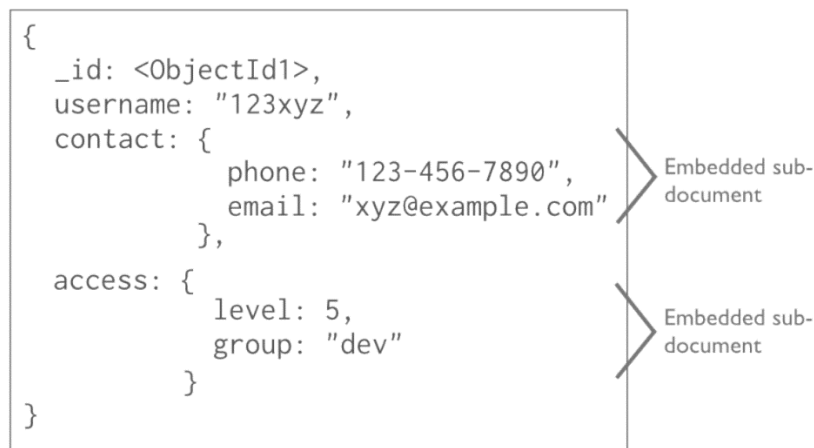 {
_id: <ObjectId1>,
username: "123xyz",
contact: {
phone: "123-456-7890",
email: "xyz@example.com"
},
Embedded sub-
document
access: {
level: 5,
group: "dev"
}
Embedded sub-
document
}